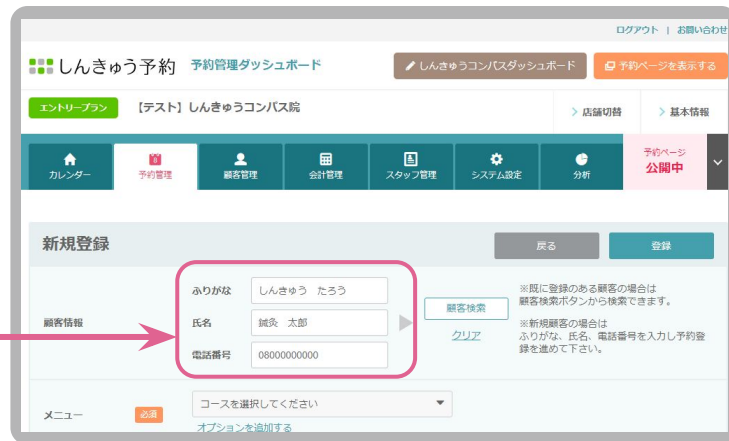 ログアウト | お問い合わせ
しんきゅう予約 予約管理ダッシュボード しんきゅうコンパスダッシュボード 予約ページを表示する
エントリープラン 【テスト】しんきゅうコンパス院 > 店舗切替 > 基本情報
カレンダー 予約管理 顧客管理 会計管理 スタッフ管理 システム設定 分析 予約ページ 公開中
新規登録 戻る 登録
顧客情報
ふりがな しんきゅう たろう
氏名 鍼灸 太郎
電話番号 08000000000
顧客検索
クリア
※既に登録のある顧客の場合は
顧客検索ボタンから検索できます。
※新規顧客の場合は
ふりがな、氏名、電話番号を入力し予約登
録を進めて下さい。
メニュー 必須 コースを選択してください
オプションを追加する